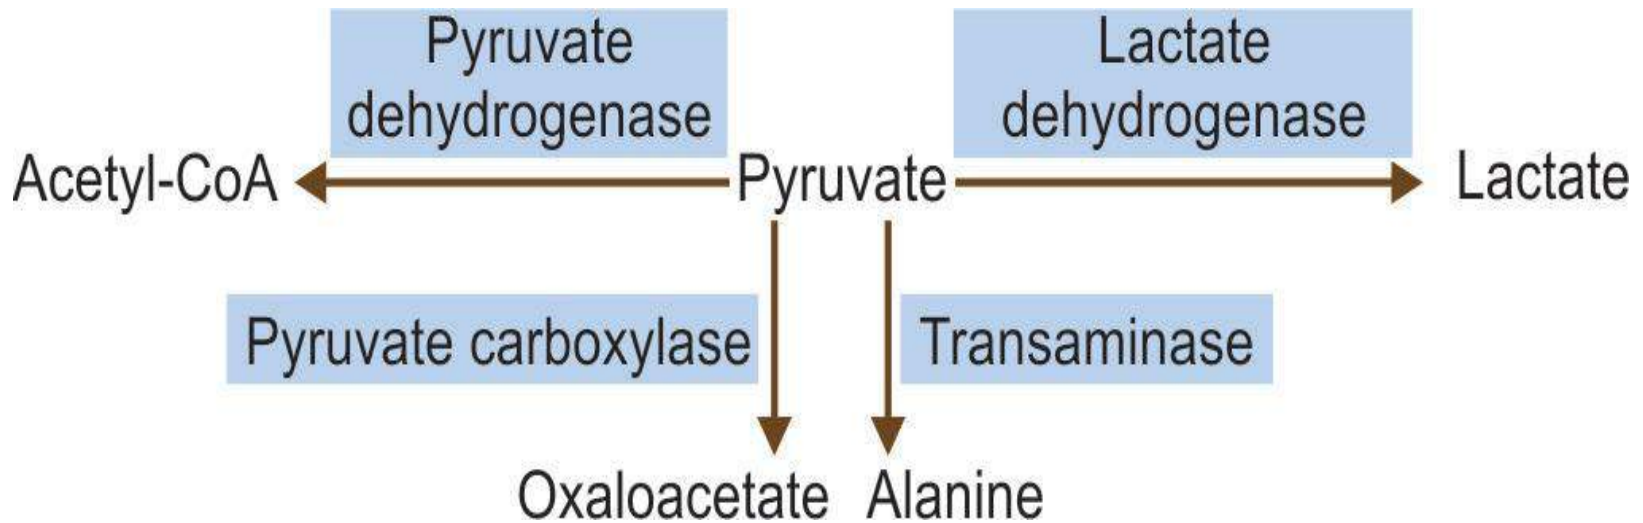 Pyruvate
dehydrogenase
Lactate
dehydrogenase
Acetyl-CoA
Pyruvate
Lactate
Pyruvate carboxylase
Transaminase
Oxaloacetate
Alanine